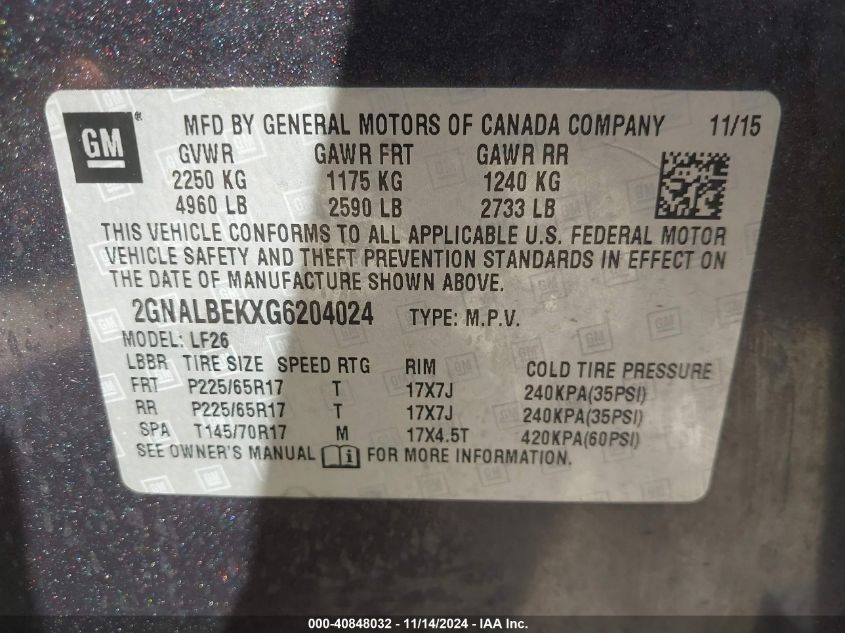 GM ® MFD BY GENERAL MOTORS OF CANADA COMPANY 11/15
GVWR GAWR FRT GAWR RR
2250 KG 1175 KG 1240 KG
4960 LB 2590 LB 2733 LB
THIS VEHICLE CONFORMS TO ALL APPLICABLE U.S. FEDERAL MOTOR
VEHICLE SAFETY AND THEFT PREVENTION STANDARDS IN EFFECT ON
THE DATE OF MANUFACTURE SHOWN ABOVE.
2GNALBEKXG6204024 TYPE: M.P.V.
MODEL: LF26
LBBR TIRE SIZE SPEED RTG RIM COLD TIRE PRESSURE
FRT P225/65R17 T 17X7J 240KPA(35PSI)
RR P225/65R17 T 17X7J 240KPA(35PSI)
SPA T145/70R17 M 17X4.5T 420KPA(60PSI)
SEE OWNER'S MANUAL i FOR MORE INFORMATION.
000-40848032 - 11/14/2024 - IAA Inc.